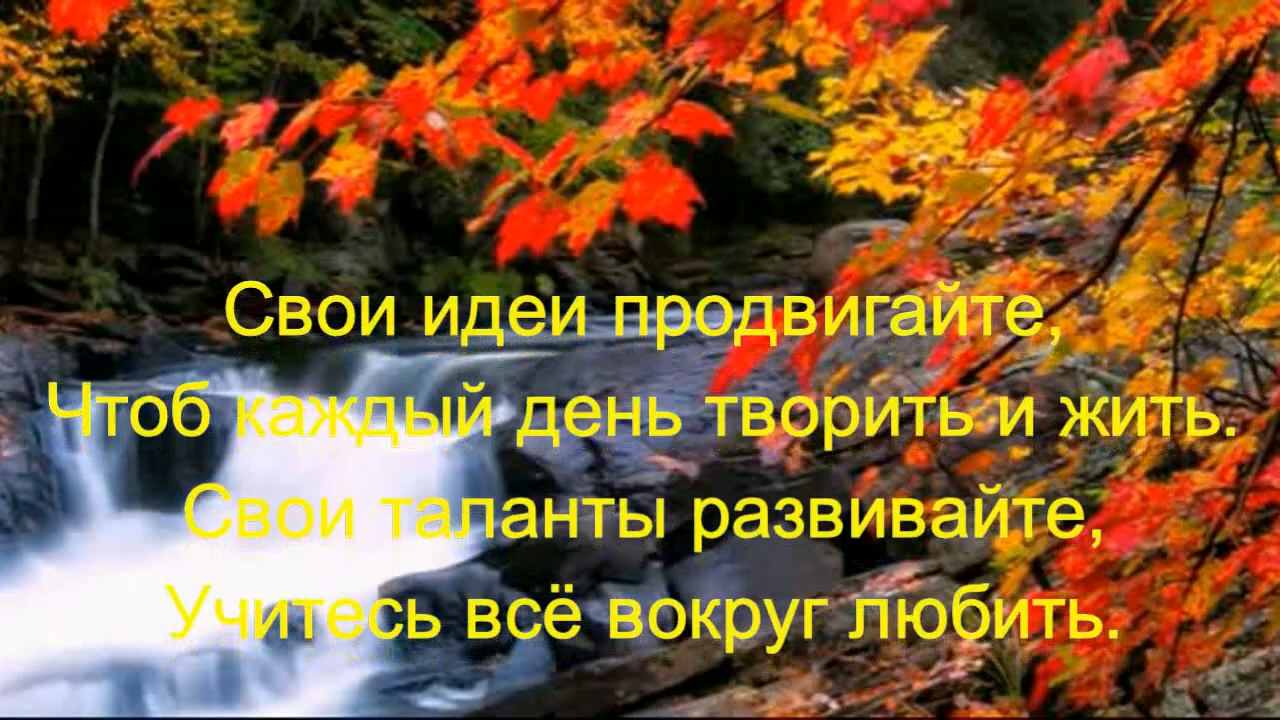 Свои идеи продвигайте,
Чтоб каждый день творить и жить.
Свои таланты развивайте,
Учитесь всё вокруг любить.